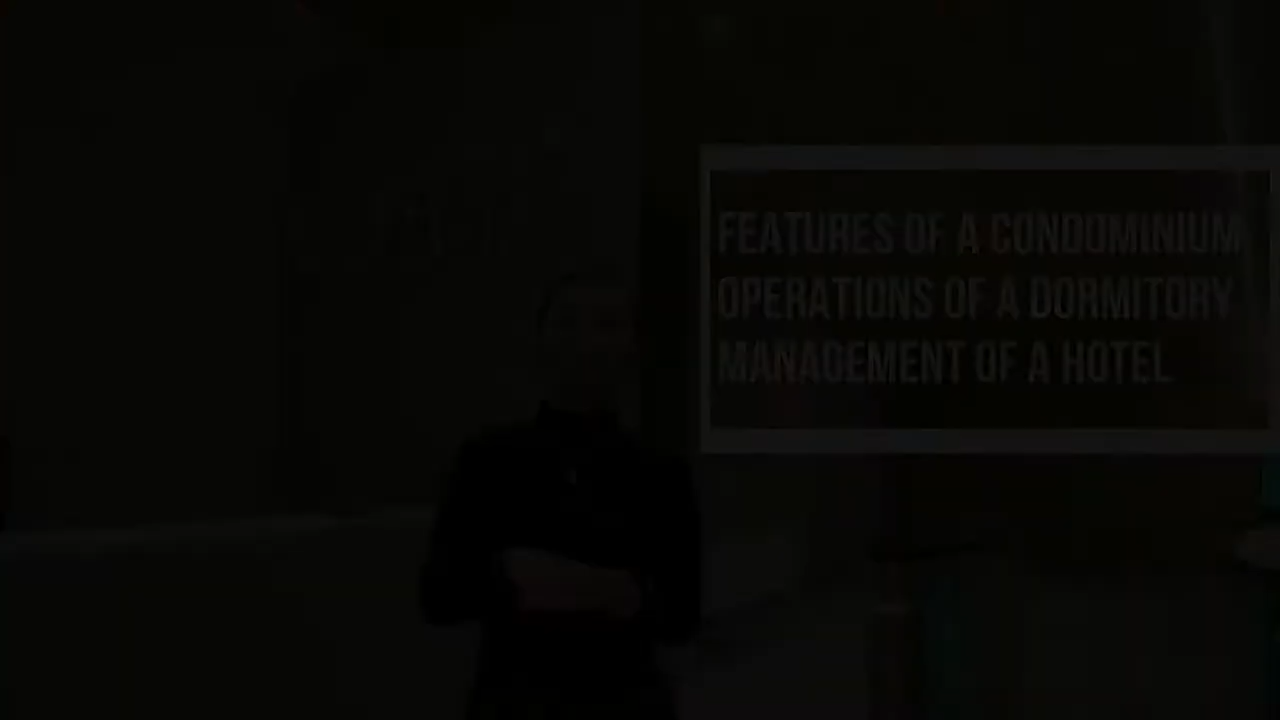 FEATURES OF A CONDOMINIUM
OPERATIONS OF A DORMITORY
MANAGEMENT OF A HOTEL